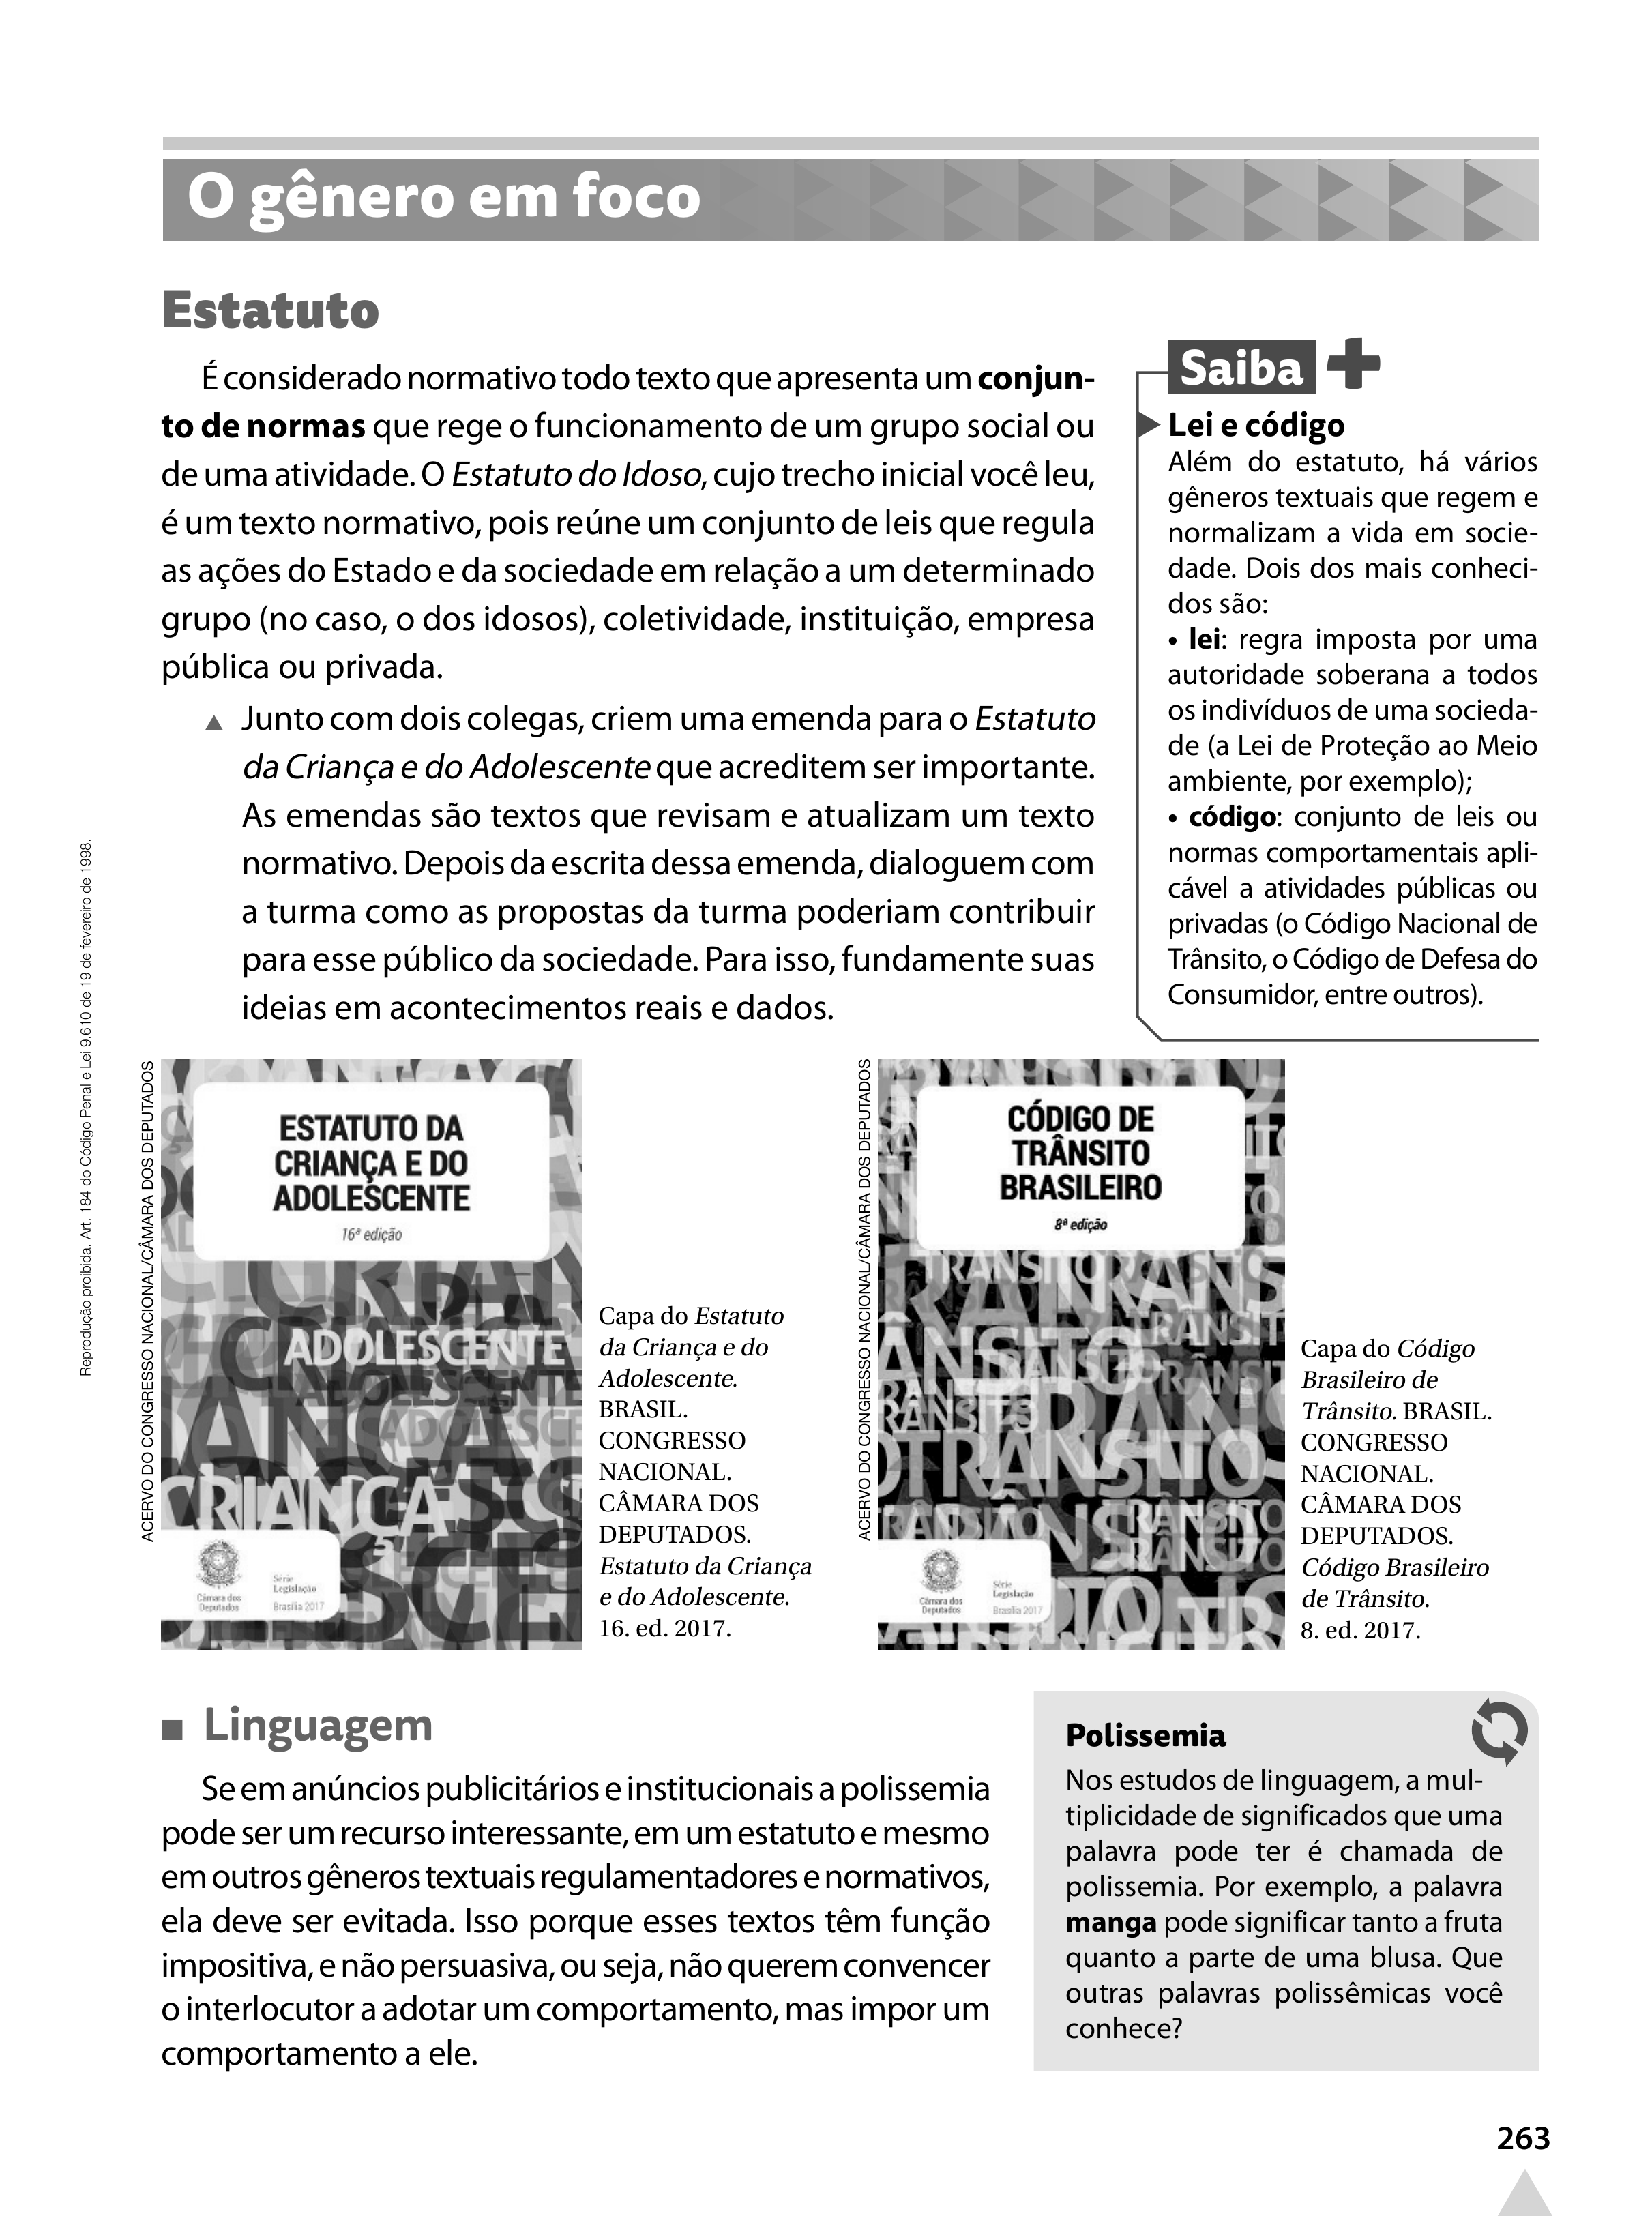 O gênero em foco
Estatuto
É considerado normativo todo texto que apresenta um conjun-
to de normas que rege o funcionamento de um grupo social ou
de uma atividade. O Estatuto do Idoso, cujo trecho inicial você leu,
é um texto normativo, pois reúne um conjunto de leis que regula
as ações do Estado e da sociedade em relação a um determinado
grupo (no caso, o dos idosos), coletividade, instituição, empresa
pública ou privada.
▲ Junto com dois colegas, criem uma emenda para o Estatuto
da Criança e do Adolescente que acreditem ser importante.
As emendas são textos que revisam e atualizam um texto
normativo. Depois da escrita dessa emenda, dialoguem com
a turma como as propostas da turma poderiam contribuir
para esse público da sociedade. Para isso, fundamente suas
ideias em acontecimentos reais e dados.
Saiba +
Lei e código
Além do estatuto, há vários
gêneros textuais que regem e
normalizam a vida em socie-
dade. Dois dos mais conheci-
dos são:
• lei: regra imposta por uma
autoridade soberana a todos
os indivíduos de uma socieda-
de (a Lei de Proteção ao Meio
ambiente, por exemplo);
• código: conjunto de leis ou
normas comportamentais apli-
cável a atividades públicas ou
privadas (o Código Nacional de
Trânsito, o Código de Defesa do
Consumidor, entre outros).
Reprodução proibida. Art. 184 do Código Penal e Lei 9.610 de 19 de fevereiro de 1998.
ACERVO DO CONGRESSO NACIONAL/CÂMARA DOS DEPUTADOS
ESTATUTO DA
CRIANÇA E DO
ADOLESCENTE
16ª edição
ADOLESCENTE
ADOLESCENTE
CRIANÇA
Câmara dos
Deputados
Série
Legislação
Brasília 2017
Capa do Estatuto
da Criança e do
Adolescente.
BRASIL.
CONGRESSO
NACIONAL.
CÂMARA DOS
DEPUTADOS.
Estatuto da Criança
e do Adolescente.
16. ed. 2017.
ACERVO DO CONGRESSO NACIONAL/CÂMARA DOS DEPUTADOS
CÓDIGO DE
TRÂNSITO
BRASILEIRO
8ª edição
TRÂNSITO
TRÂNSITO
TRÂNSITO
Câmara dos
Deputados
Série
Legislação
Brasília 2017
Capa do Código
Brasileiro de
Trânsito. BRASIL.
CONGRESSO
NACIONAL.
CÂMARA DOS
DEPUTADOS.
Código Brasileiro
de Trânsito.
8. ed. 2017.
■ Linguagem
Se em anúncios publicitários e institucionais a polissemia
pode ser um recurso interessante, em um estatuto e mesmo
em outros gêneros textuais regulamentadores e normativos,
ela deve ser evitada. Isso porque esses textos têm função
impositiva, e não persuasiva, ou seja, não querem convencer
o interlocutor a adotar um comportamento, mas impor um
comportamento a ele.
Polissemia
Nos estudos de linguagem, a mul-
tiplicidade de significados que uma
palavra pode ter é chamada de
polissemia. Por exemplo, a palavra
manga pode significar tanto a fruta
quanto a parte de uma blusa. Que
outras palavras polissêmicas você
conhece?
263